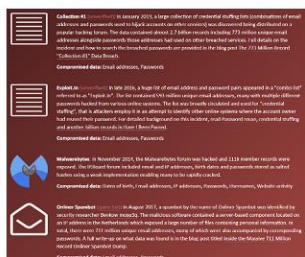 Collection #1 (unverified): In January 2019, a large collection of credential stuffing lists (combinations of email
addresses and passwords used to hijack accounts on other services) was discovered being distributed on a
popular hacking forum. The data contained almost 2.7 billion records including 773 million unique email
addresses alongside passwords those addresses had used on other breached services. Full details on the
incident and how to search the breached passwords are provided in the blog post The 773 Million Record
"Collection #1" Data Breach.
Compromised data: Email addresses, Passwords
Exploit.In (unverified): In late 2016, a huge list of email address and password pairs appeared in a "combo list"
referred to as "Exploit.In". The list contained 593 million unique email addresses, many with multiple different
passwords hacked from various online systems. The list was broadly circulated and used for "credential
stuffing", that is attackers employ it in an attempt to identify other online systems where the account owner
had reused their password. For detailed background on this incident, read Password reuse, credential stuffing
and another billion records in Have I Been Pwned.
Compromised data: Email addresses, Passwords
Malwarebytes: In November 2014, the Malwarebytes forum was hacked and 111k member records were
exposed. The IP.Board forum included email and IP addresses, birth dates and passwords stored as salted
hashes using a weak implementation enabling many to be rapidly cracked.
Compromised data: Dates of birth, Email addresses, IP addresses, Passwords, Usernames, Website activity
Onliner Spambot (spam list): In August 2017, a spambot by the name of Onliner Spambot was identified by
security researcher Benkow moʞuƎq. The malicious software contained a server-based component located on
an IP address in the Netherlands which exposed a large number of files containing personal information. In
total, there were 711 million unique email addresses, many of which were also accompanied by corresponding
passwords. A full write-up on what data was found is in the blog post titled Inside the Massive 711 Million
Record Onliner Spambot Dump.